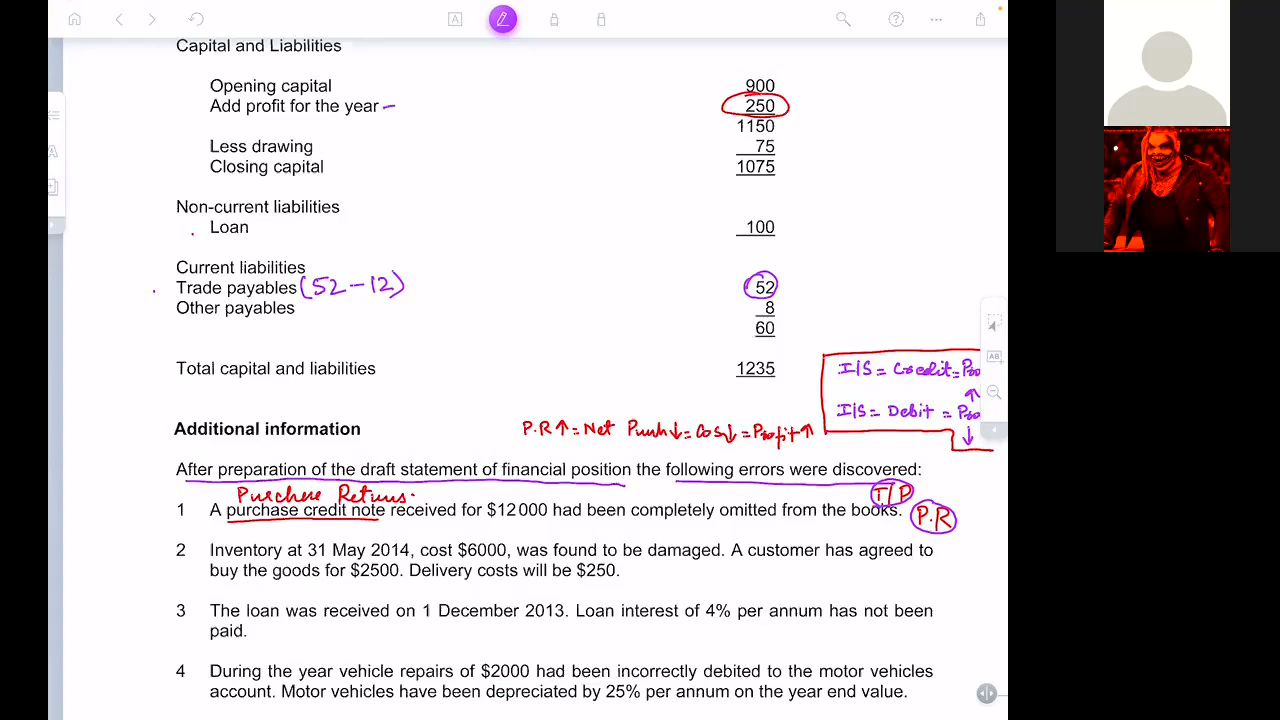 Capital and Liabilities
Opening capital 900
Add profit for the year 250
1150
Less drawing 75
Closing capital 1075
Non-current liabilities
Loan 100
Current liabilities
Trade payables (52-12) 52
Other payables 8
60
Total capital and liabilities 1235
I/S = Credit =
I/S = Debit =
Additional information
P.R ↑ = Net Purch ↓ = Cos ↓ = Profit ↑
After preparation of the draft statement of financial position the following errors were discovered:
Purchase Returns. T/P
1 A purchase credit note received for $12 000 had been completely omitted from the books. P.R
2 Inventory at 31 May 2014, cost $6000, was found to be damaged. A customer has agreed to
buy the goods for $2500. Delivery costs will be $250.
3 The loan was received on 1 December 2013. Loan interest of 4% per annum has not been
paid.
4 During the year vehicle repairs of $2000 had been incorrectly debited to the motor vehicles
account. Motor vehicles have been depreciated by 25% per annum on the year end value.